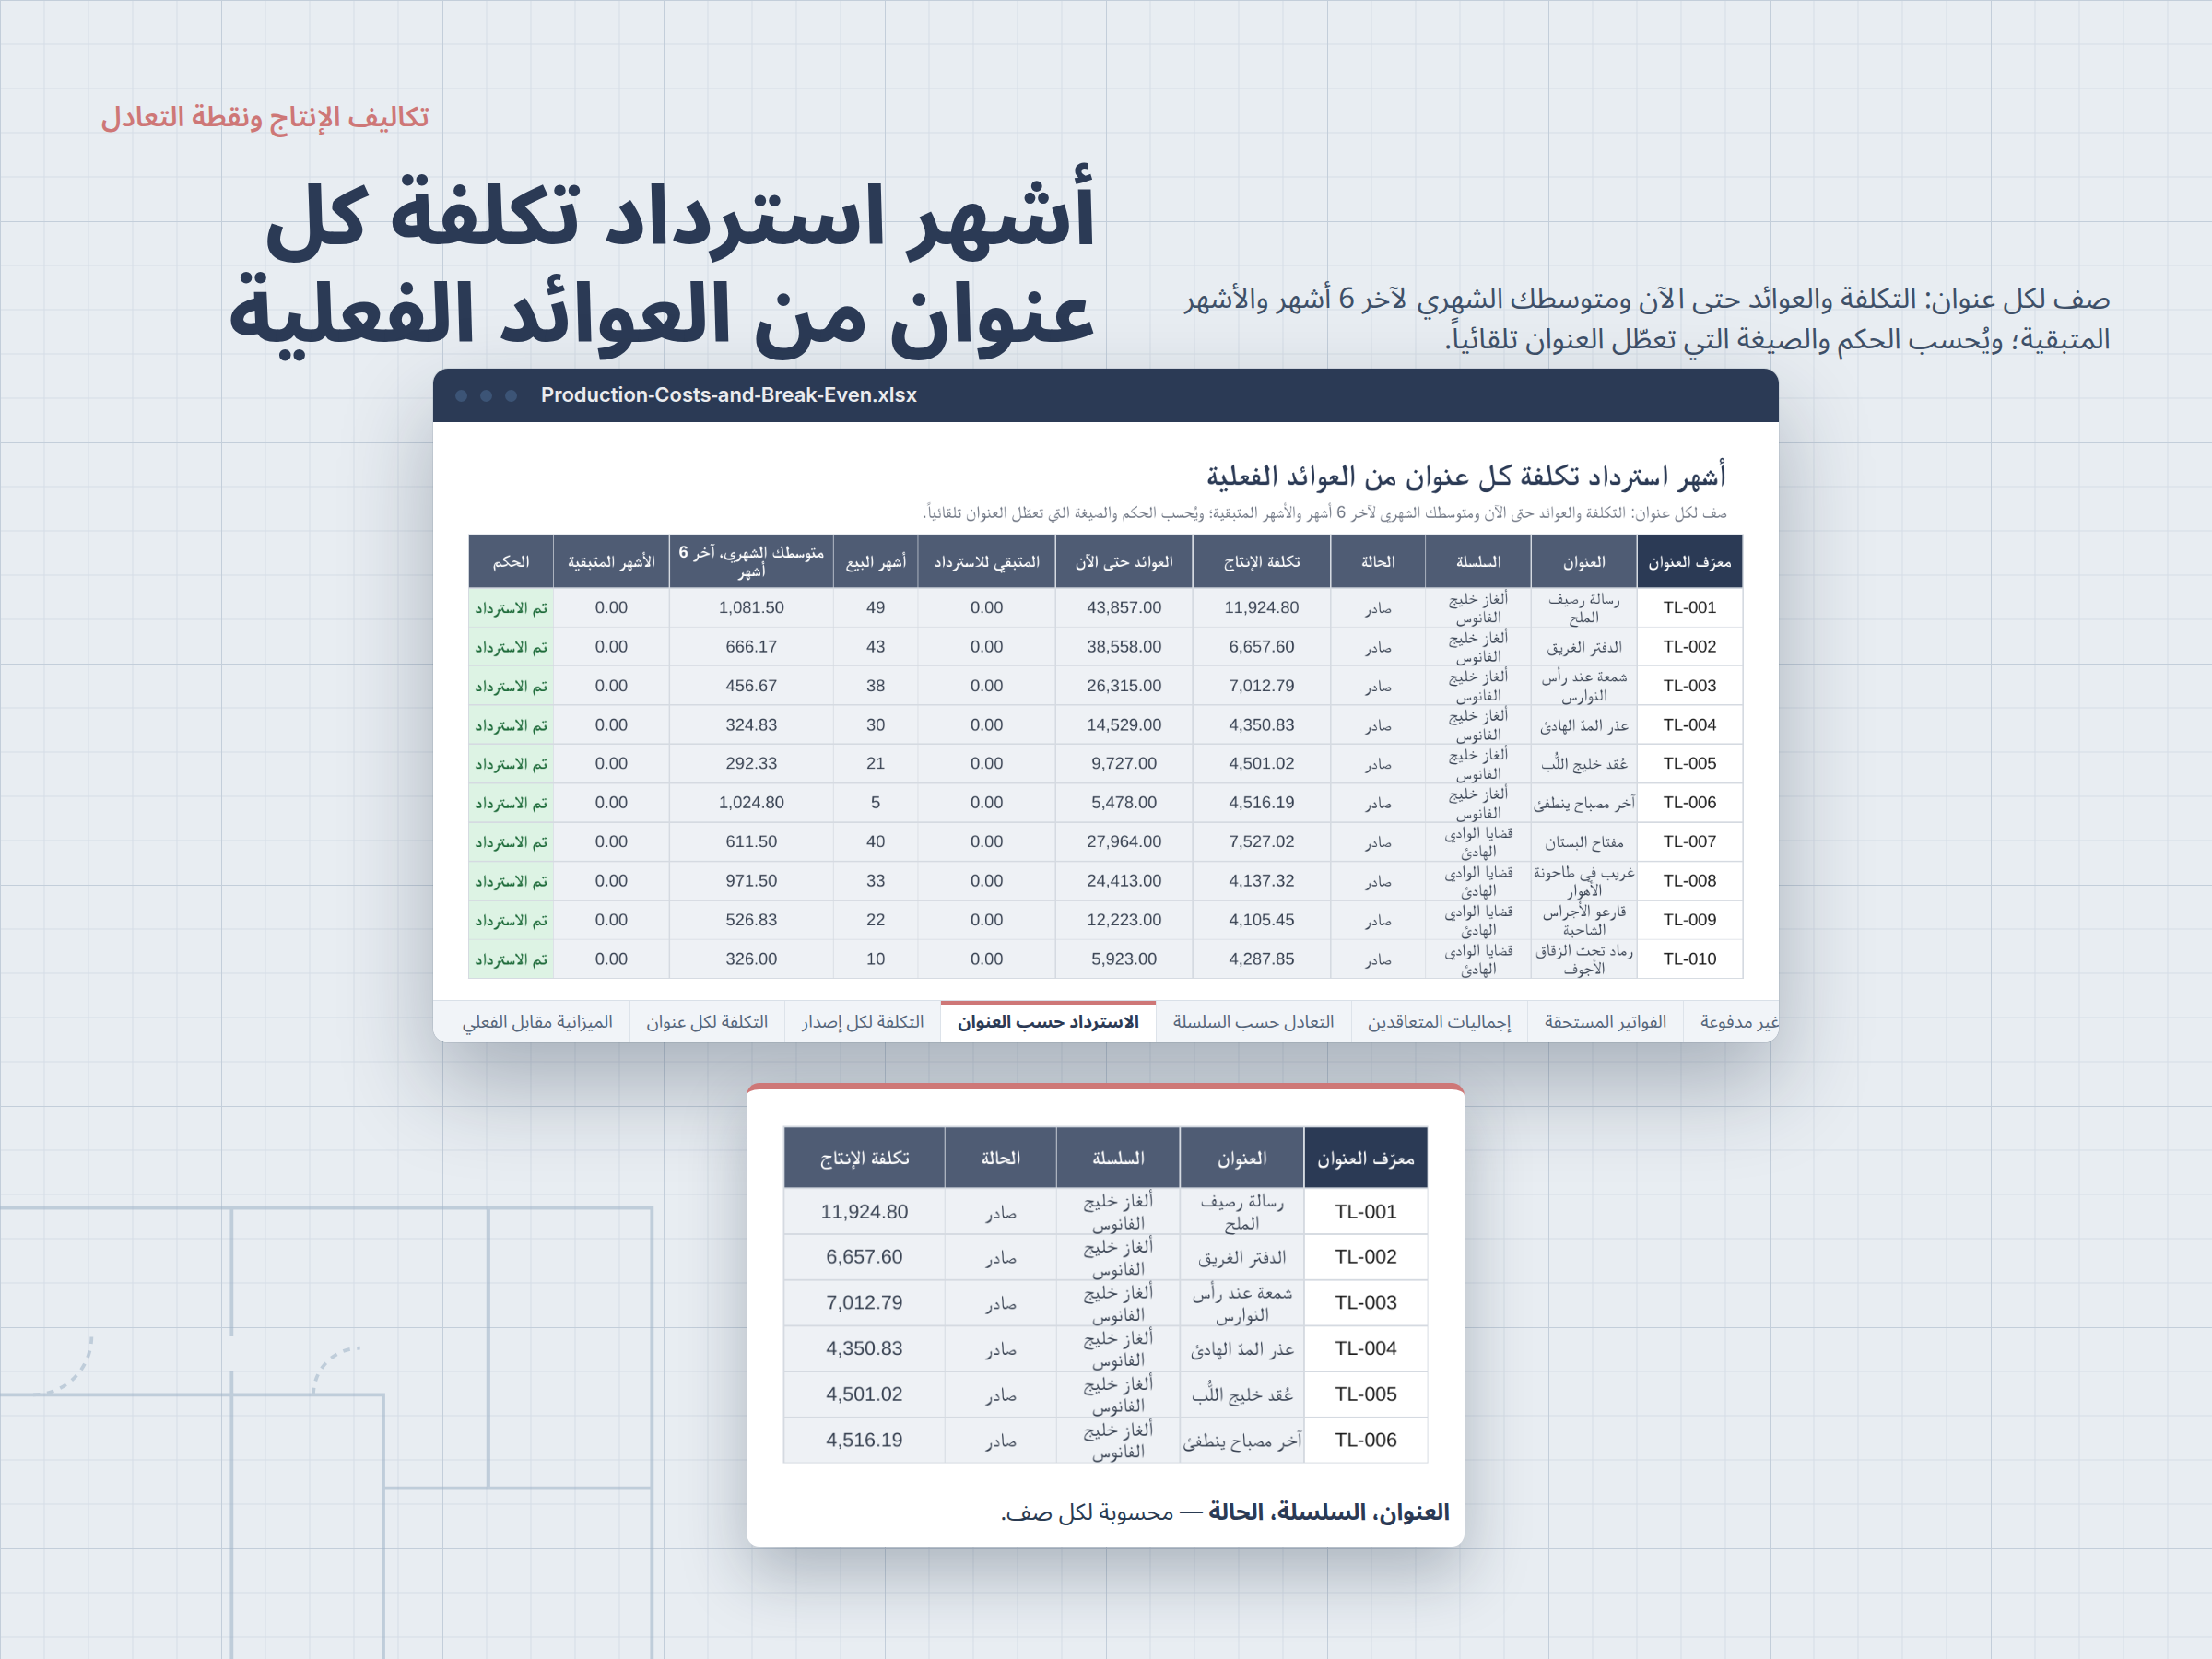 تكاليف الإنتاج ونقطة التعادل
أشهر استرداد تكلفة كل
عنوان من العوائد الفعلية
صف لكل عنوان: التكلفة والعوائد حتى الآن ومتوسطك الشهري لآخر 6 أشهر والأشهر
المتبقية؛ ويُحسب الحكم والصيغة التي تعطّل العنوان تلقائياً.
Production-Costs-and-Break-Even.xlsx
أشهر استرداد تكلفة كل عنوان من العوائد الفعلية
صف لكل عنوان: التكلفة والعوائد حتى الآن ومتوسطك الشهري لآخر 6 أشهر والأشهر المتبقية؛ ويُحسب الحكم والصيغة التي تعطّل العنوان تلقائياً.
معرّف العنوان العنوان السلسلة الحالة تكلفة الإنتاج العوائد حتى الآن المتبقي للاسترداد أشهر البيع متوسطك الشهري، آخر 6 أشهر الأشهر المتبقية الحكم
TL-001 رسالة رصيف الملح ألغاز خليج الفانوس صادر 11,924.80 43,857.00 0.00 49 1,081.50 0.00 تم الاسترداد
TL-002 الدفتر الغريق ألغاز خليج الفانوس صادر 6,657.60 38,558.00 0.00 43 666.17 0.00 تم الاسترداد
TL-003 شمعة عند رأس النوارس ألغاز خليج الفانوس صادر 7,012.79 26,315.00 0.00 38 456.67 0.00 تم الاسترداد
TL-004 عذر المدّ الهادئ ألغاز خليج الفانوس صادر 4,350.83 14,529.00 0.00 30 324.83 0.00 تم الاسترداد
TL-005 عُقد خليج اللُّب ألغاز خليج الفانوس صادر 4,501.02 9,727.00 0.00 21 292.33 0.00 تم الاسترداد
TL-006 آخر مصباح ينطفئ ألغاز خليج الفانوس صادر 4,516.19 5,478.00 0.00 5 1,024.80 0.00 تم الاسترداد
TL-007 مفتاح البستان قضايا الوادي الهادئ صادر 7,527.02 27,964.00 0.00 40 611.50 0.00 تم الاسترداد
TL-008 غريب في طاحونة الأهوار قضايا الوادي الهادئ صادر 4,137.32 24,413.00 0.00 33 971.50 0.00 تم الاسترداد
TL-009 قارعو الأجراس الشاحبة قضايا الوادي الهادئ صادر 4,105.45 12,223.00 0.00 22 526.83 0.00 تم الاسترداد
TL-010 رماد تحت الزقاق الأجوف قضايا الوادي الهادئ صادر 4,287.85 5,923.00 0.00 10 326.00 0.00 تم الاسترداد
غير مدفوعة الفواتير المستحقة إجماليات المتعاقدين التعادل حسب السلسلة الاسترداد حسب العنوان التكلفة لكل إصدار التكلفة لكل عنوان الميزانية مقابل الفعلي
معرّف العنوان العنوان السلسلة الحالة تكلفة الإنتاج
TL-001 رسالة رصيف الملح ألغاز خليج الفانوس صادر 11,924.80
TL-002 الدفتر الغريق ألغاز خليج الفانوس صادر 6,657.60
TL-003 شمعة عند رأس النوارس ألغاز خليج الفانوس صادر 7,012.79
TL-004 عذر المدّ الهادئ ألغاز خليج الفانوس صادر 4,350.83
TL-005 عُقد خليج اللُّب ألغاز خليج الفانوس صادر 4,501.02
TL-006 آخر مصباح ينطفئ ألغاز خليج الفانوس صادر 4,516.19
العنوان، السلسلة، الحالة — محسوبة لكل صف.